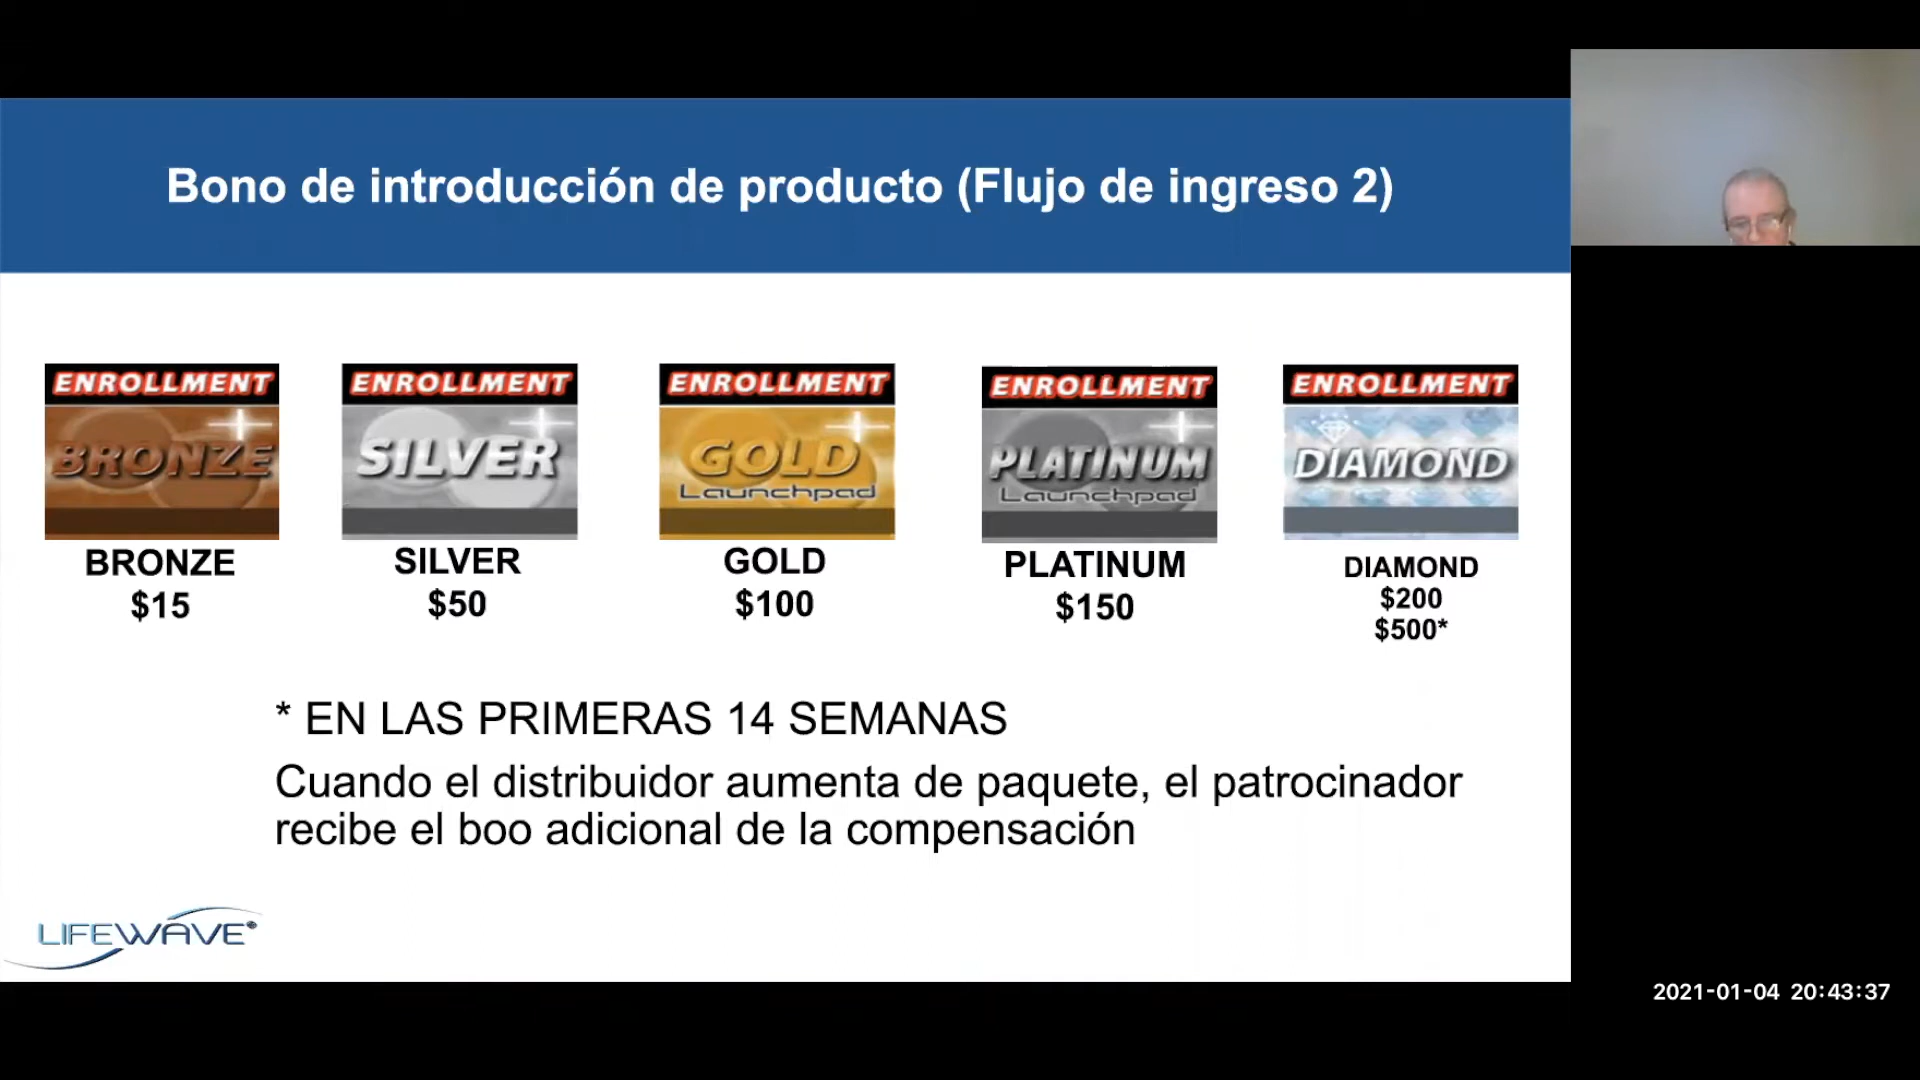 Bono de introducción de producto (Flujo de ingreso 2)
ENROLLMENT
BRONZE
BRONZE
$15
ENROLLMENT
SILVER
SILVER
$50
ENROLLMENT
GOLD
Launchpad
GOLD
$100
ENROLLMENT
PLATINUM
Launchpad
PLATINUM
$150
ENROLLMENT
DIAMOND
DIAMOND
$200
$500*
* EN LAS PRIMERAS 14 SEMANAS
Cuando el distribuidor aumenta de paquete, el patrocinador
recibe el boo adicional de la compensación
LIFEWAVE®
2021-01-04 20:43:37